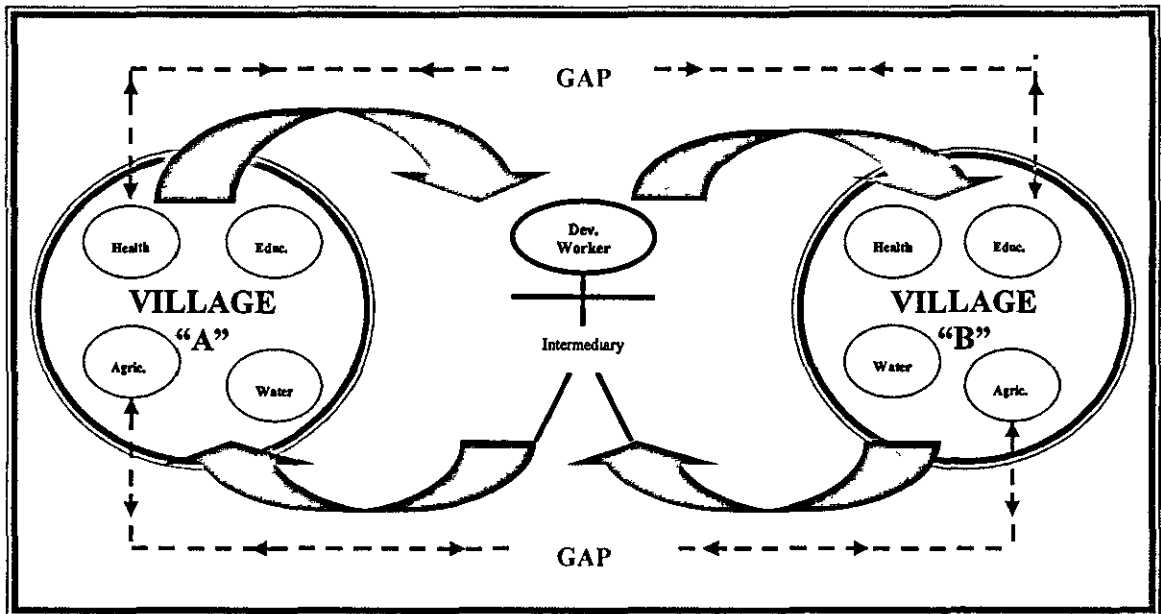 GAP
Health
Educ.
VILLAGE
“A”
Agric.
Water
Dev.
Worker
Intermediary
Health
Educ.
VILLAGE
“B”
Water
Agric.
GAP